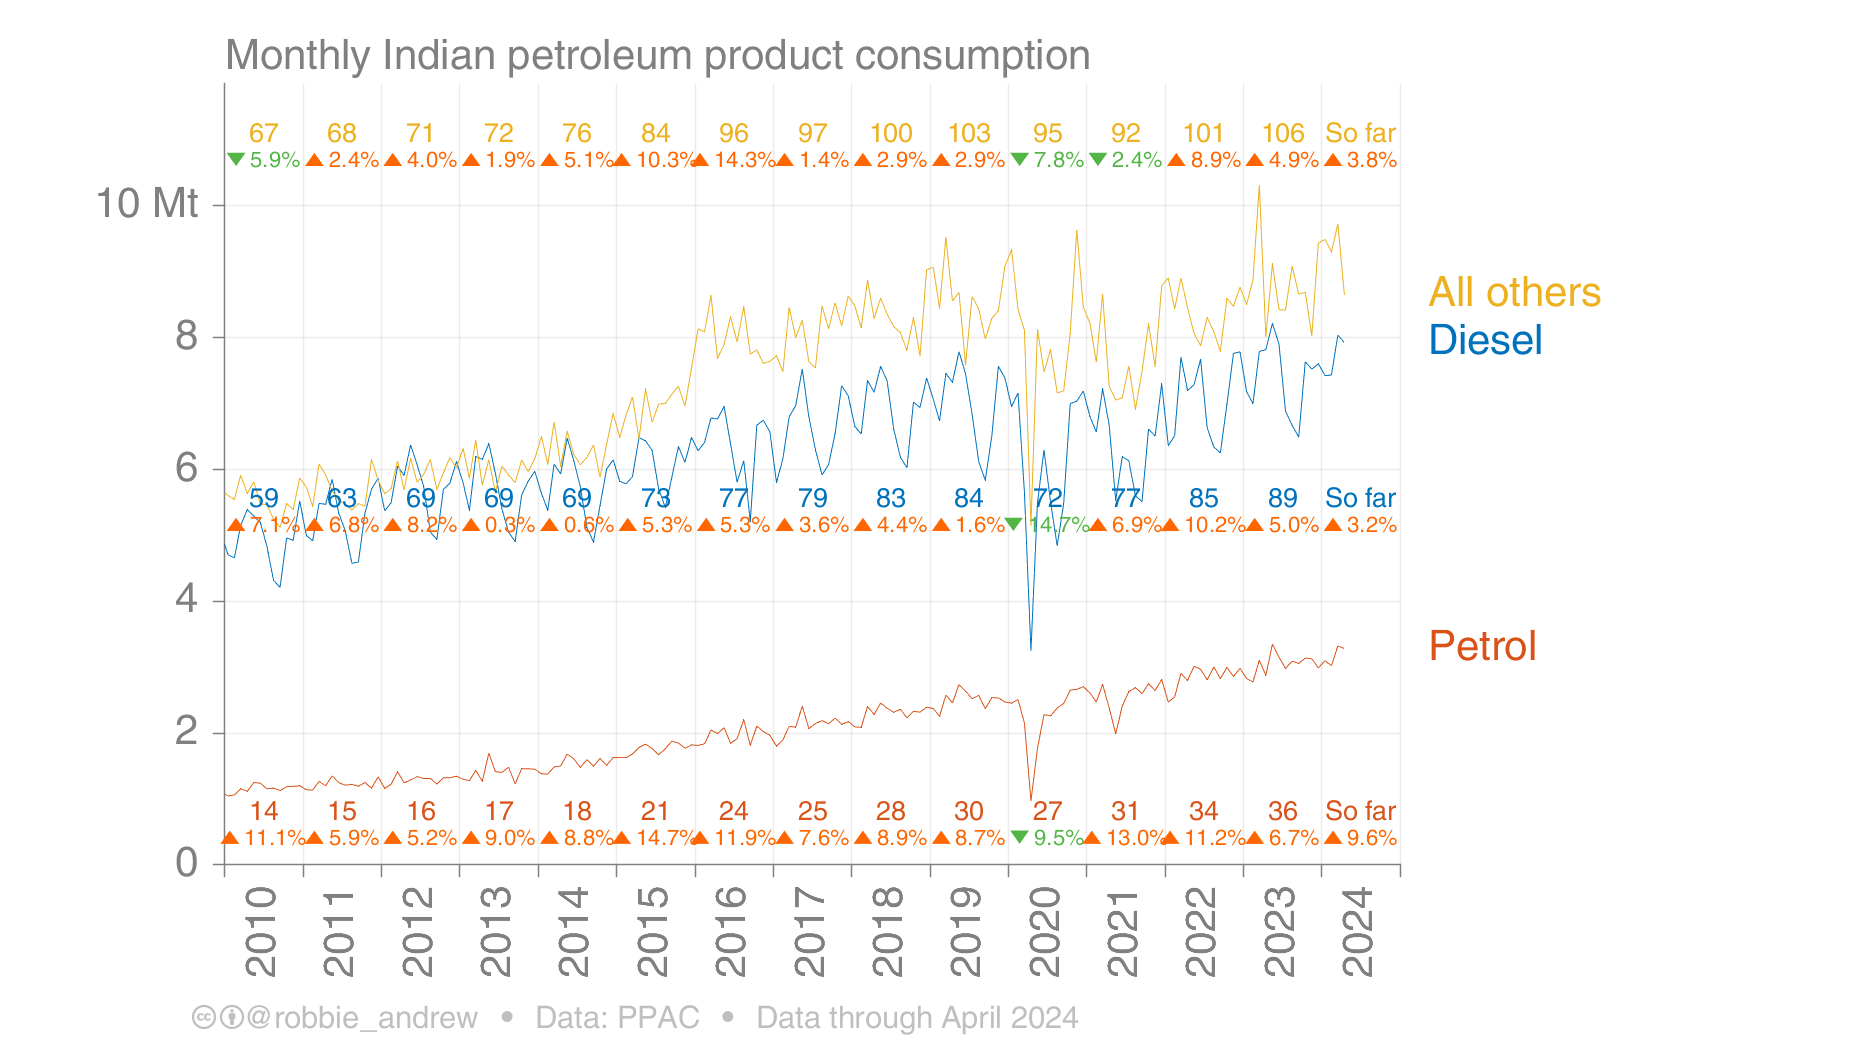 Monthly Indian petroleum product consumption
67 68 71 72 76 84 96 97 100 103 95 92 101 106 So far
▼5.9% ▲2.4% ▲4.0% ▲1.9% ▲5.1% ▲10.3% ▲14.3% ▲1.4% ▲2.9% ▲2.9% ▼7.8% ▼2.4% ▲8.9% ▲4.9% ▲3.8%
10 Mt
All others
8
Diesel
6
59 63 69 69 69 73 77 79 83 84 72 77 85 89 So far
▲7.1% ▲6.8% ▲8.2% ▲0.3% ▲0.6% ▲5.3% ▲5.3% ▲3.6% ▲4.4% ▲1.6% ▼14.7% ▲6.9% ▲10.2% ▲5.0% ▲3.2%
4
Petrol
2
14 15 16 17 18 21 24 25 28 30 27 31 34 36 So far
▲11.1% ▲5.9% ▲5.2% ▲9.0% ▲8.8% ▲14.7% ▲11.9% ▲7.6% ▲8.9% ▲8.7% ▼9.5% ▲13.0% ▲11.2% ▲6.7% ▲9.6%
0
2010 2011 2012 2013 2014 2015 2016 2017 2018 2019 2020 2021 2022 2023 2024
@robbie_andrew • Data: PPAC • Data through April 2024